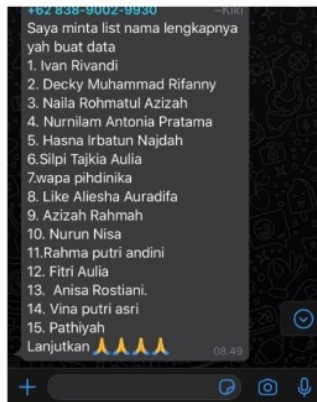 +62 838-9002-9930 ~Kiki
Saya minta list nama lengkapnya
yah buat data
1. Ivan Rivandi
2. Decky Muhammad Rifanny
3. Naila Rohmatul Azizah
4. Nurnilam Antonia Pratama
5. Hasna Irbatun Najdah
6.Silpi Tajkia Aulia
7.wapa pihdinika
8. Like Aliesha Auradifa
9. Azizah Rahmah
10. Nurun Nisa
11.Rahma putri andini
12. Fitri Aulia
13. Anisa Rostiani.
14. Vina putri asri
15. Pathiyah
Lanjutkan 🙏🙏🙏🙏
08.49